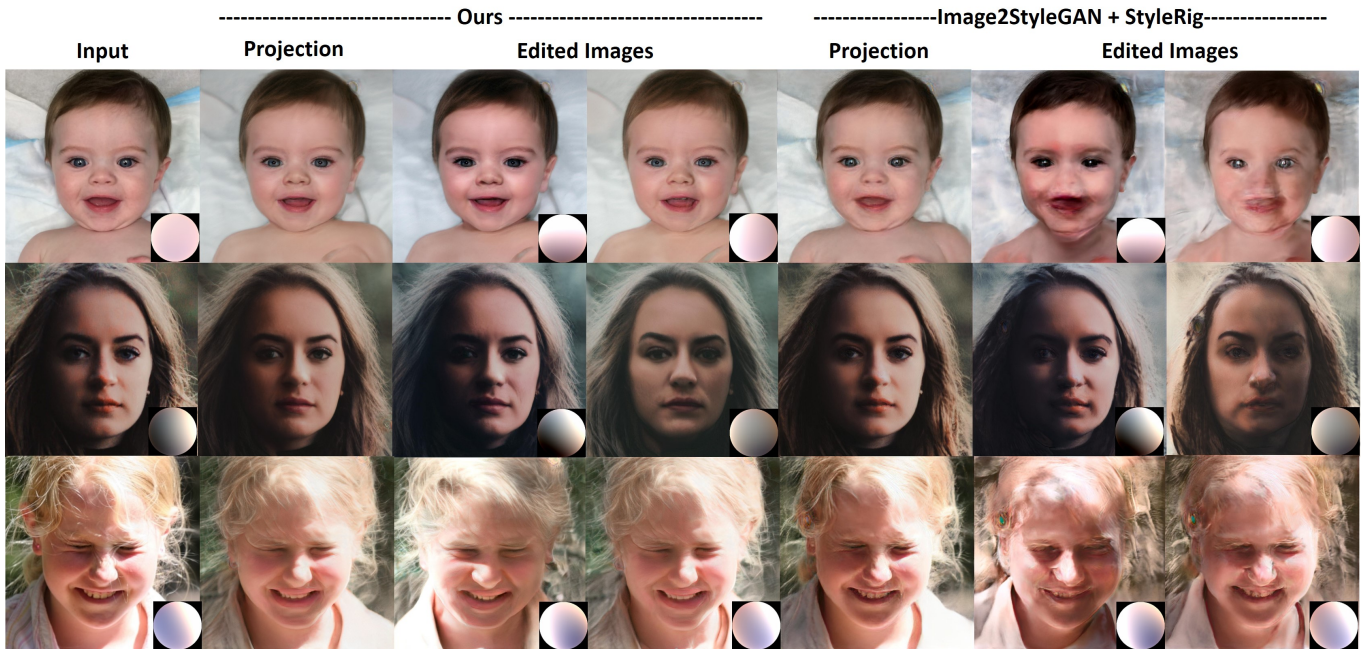 ------------------------------ Ours ---------------------------------
----------------Image2StyleGAN + StyleRig----------------
Input
Projection
Edited Images
Projection
Edited Images